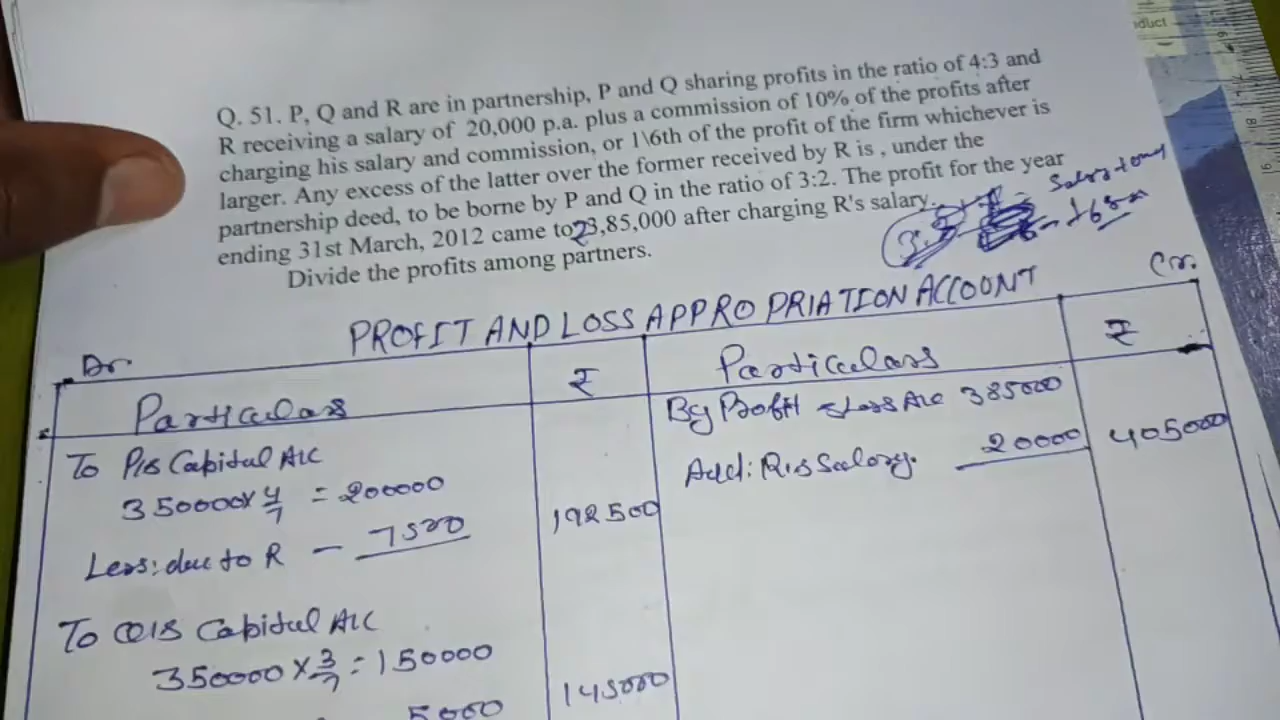 duct
Q. 51. P, Q and R are in partnership, P and Q sharing profits in the ratio of 4:3 and
R receiving a salary of 20,000 p.a. plus a commission of 10% of the profits after
charging his salary and commission, or 1\6th of the profit of the firm whichever is
larger. Any excess of the latter over the former received by R is , under the
partnership deed, to be borne by P and Q in the ratio of 3:2. The profit for the year
ending 31st March, 2012 came to ₹3,85,000 after charging R's salary.
Divide the profits among partners.
PROFIT AND LOSS APPROPRIATION ACCOUNT
Dr. Cr.
Particulars ₹ Particulars ₹
To P's Capital A/C
350000 × 4/7 = 200000
Less: due to R - 7500 192500
To Q's Capital A/C
350000 × 3/7 = 150000
5000 145000
By Profit & Loss A/c 385000
Add: R's Salary. 20000 405000